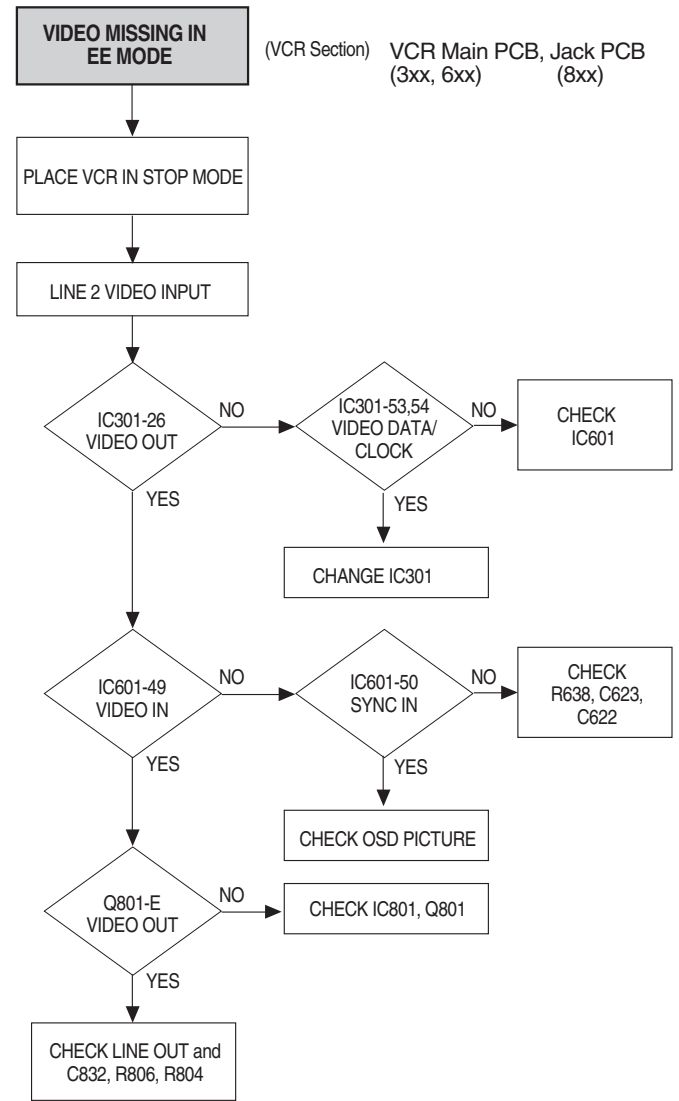 VIDEO MISSING IN
EE MODE
(VCR Section)
VCR Main PCB, Jack PCB
(3xx, 6xx) (8xx)
PLACE VCR IN STOP MODE
LINE 2 VIDEO INPUT
IC301-26
VIDEO OUT
NO
IC301-53,54
VIDEO DATA/
CLOCK
NO
CHECK
IC601
YES
YES
CHANGE IC301
IC601-49
VIDEO IN
NO
IC601-50
SYNC IN
NO
CHECK
R638, C623,
C622
YES
YES
CHECK OSD PICTURE
Q801-E
VIDEO OUT
NO
CHECK IC801, Q801
YES
CHECK LINE OUT and
C832, R806, R804